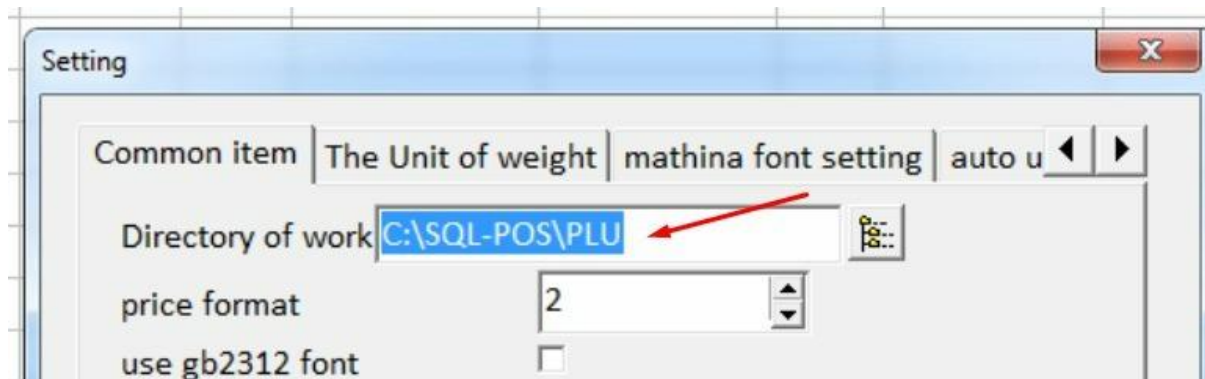 Setting
Common item The Unit of weight mathina font setting auto u
Directory of work C:\SQL-POS\PLU
price format 2
use gb2312 font